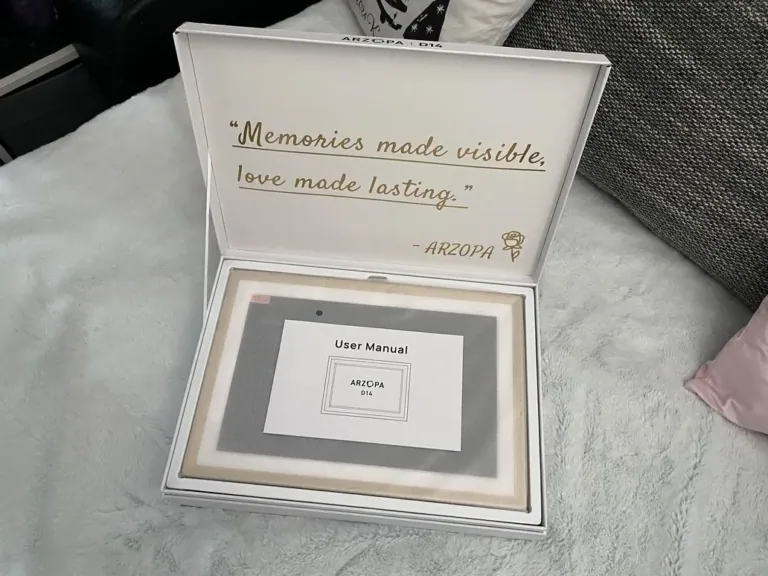 ARZOPA · D14
“Memories made visible,
love made lasting.”
- ARZOPA
User Manual
ARZOPA
D14